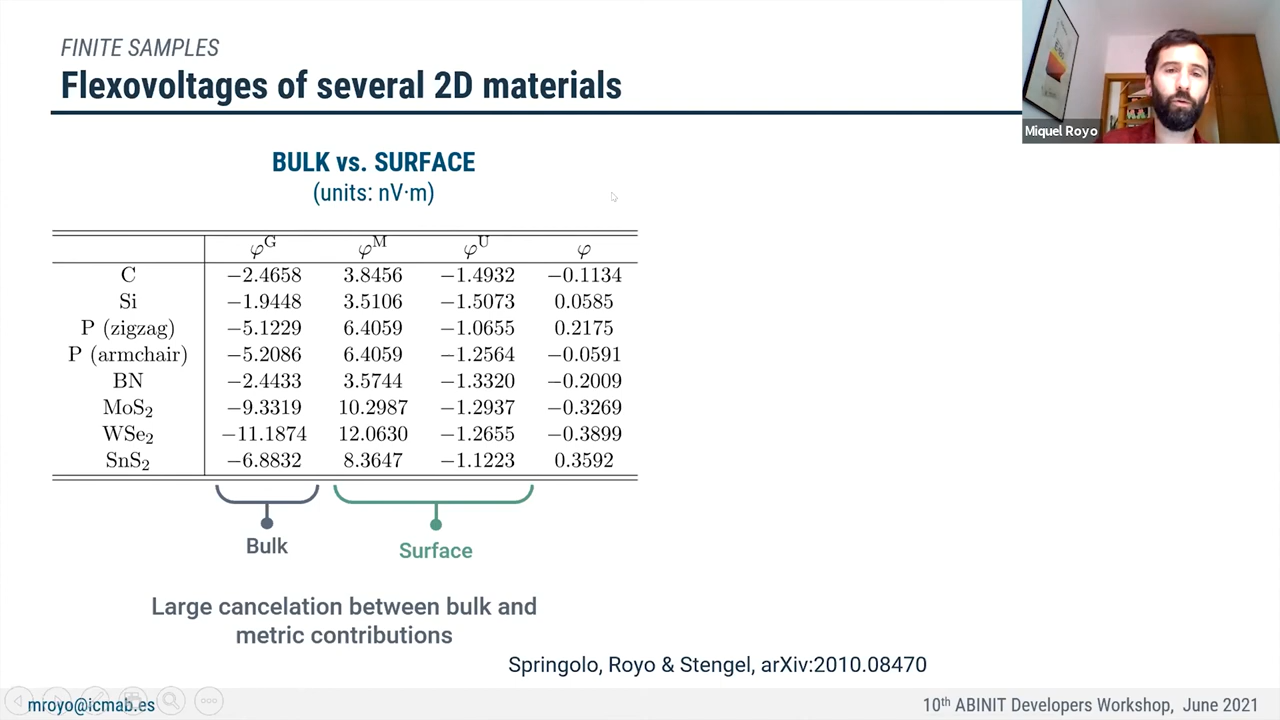 FINITE SAMPLES
Flexovoltages of several 2D materials
Miquel Royo
BULK vs. SURFACE
(units: nV·m)
φᴳ φᴹ φᵁ φ
C −2.4658 3.8456 −1.4932 −0.1134
Si −1.9448 3.5106 −1.5073 0.0585
P (zigzag) −5.1229 6.4059 −1.0655 0.2175
P (armchair) −5.2086 6.4059 −1.2564 −0.0591
BN −2.4433 3.5744 −1.3320 −0.2009
MoS₂ −9.3319 10.2987 −1.2937 −0.3269
WSe₂ −11.1874 12.0630 −1.2655 −0.3899
SnS₂ −6.8832 8.3647 −1.1223 0.3592
Bulk
Surface
Large cancelation between bulk and
metric contributions
Springolo, Royo & Stengel, arXiv:2010.08470
mroyo@icmab.es
10ᵗʰ ABINIT Developers Workshop, June 2021